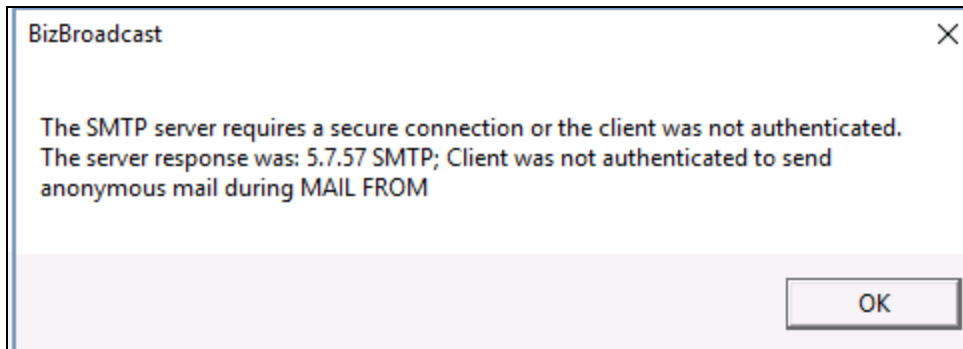 BizBroadcast
The SMTP server requires a secure connection or the client was not authenticated.
The server response was: 5.7.57 SMTP; Client was not authenticated to send
anonymous mail during MAIL FROM
OK